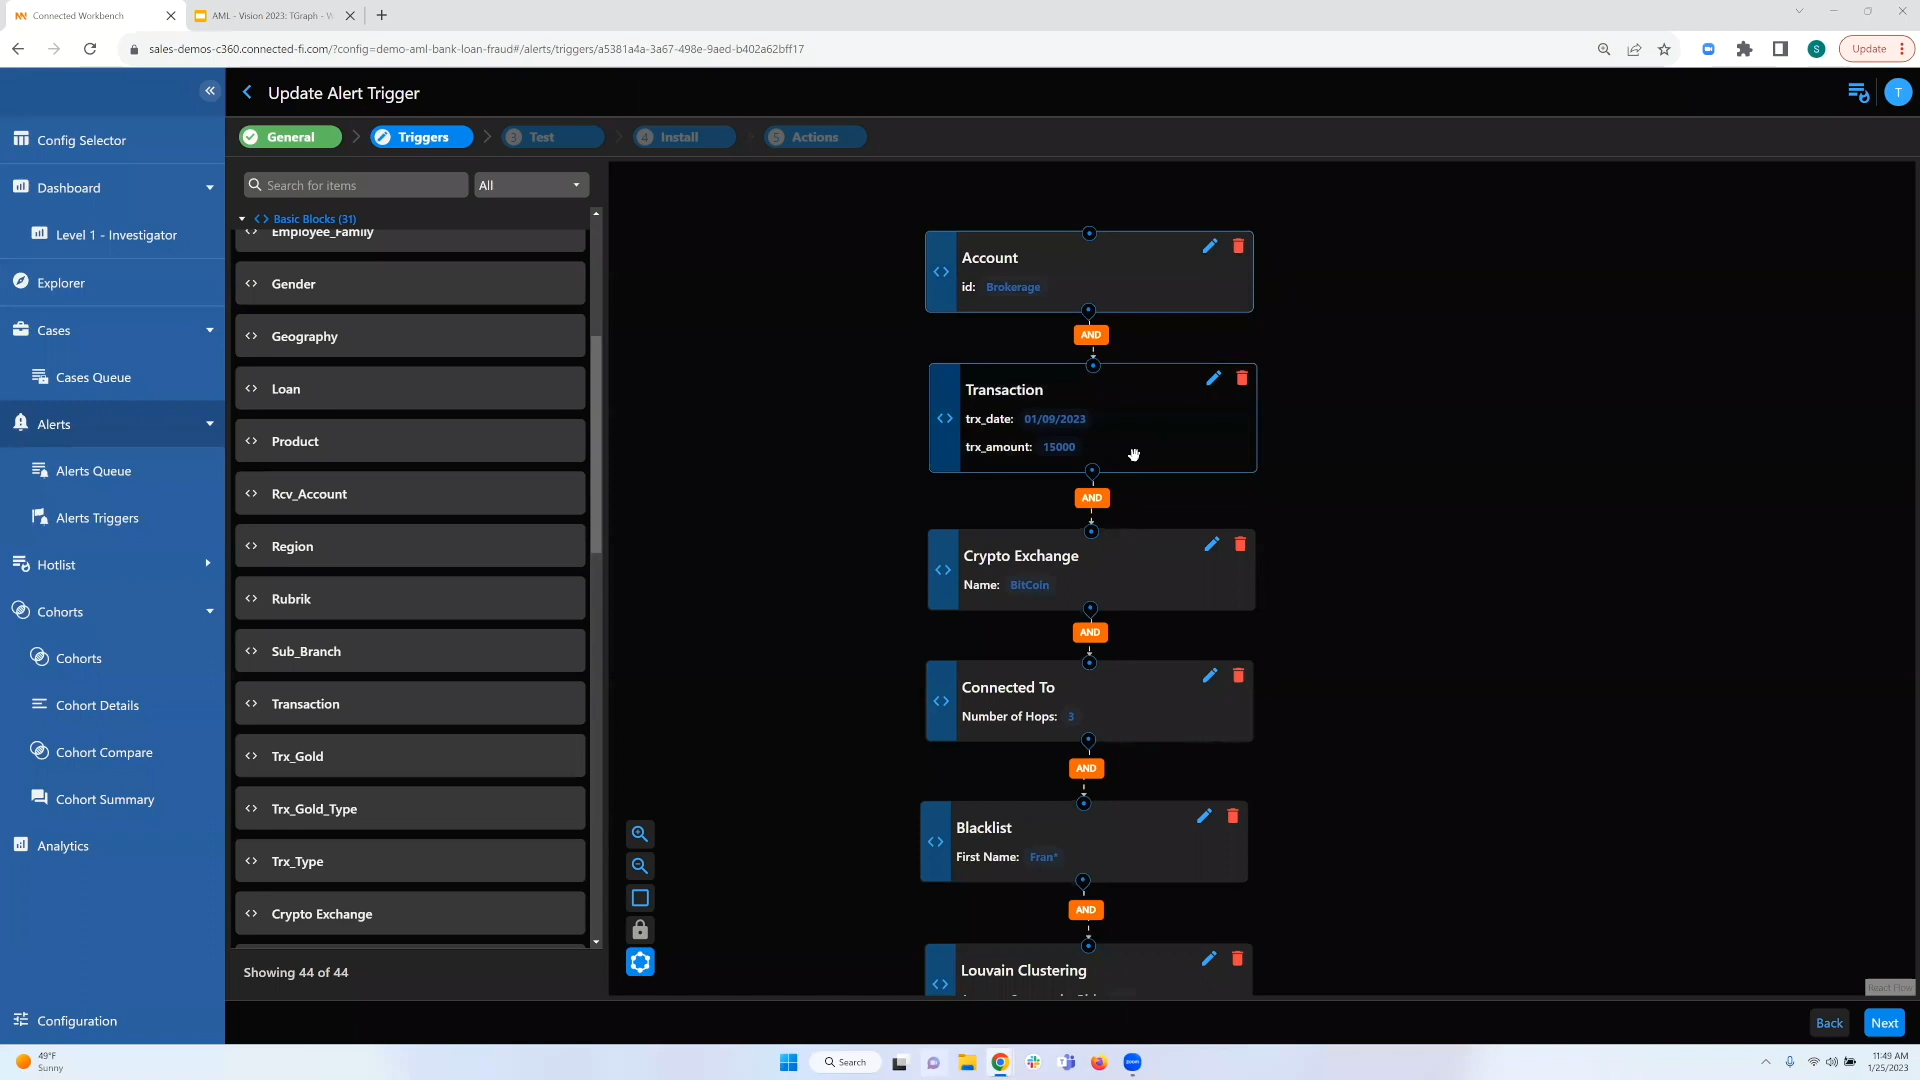 Connected Workbench
AML - Vision 2023: TGraph -
sales-demos-c360.connected-fi.com/?config=demo-aml-bank-loan-fraud#/alerts/triggers/a5381a4a-3a67-498e-9aed-b402a62bff17
S
Update
Update Alert Trigger
T
General
Triggers
3 Test
4 Install
5 Actions
Config Selector
Dashboard
Level 1 - Investigator
Explorer
Cases
Cases Queue
Alerts
Alerts Queue
Alerts Triggers
Hotlist
Cohorts
Cohorts
Cohort Details
Cohort Compare
Cohort Summary
Analytics
Configuration
Search for items
All
Basic Blocks (31)
Employee_Family
Gender
Geography
Loan
Product
Rcv_Account
Region
Rubrik
Sub_Branch
Transaction
Trx_Gold
Trx_Gold_Type
Trx_Type
Crypto Exchange
Showing 44 of 44
Account
id: Brokerage
AND
Transaction
trx_date: 01/09/2023
trx_amount: 15000
AND
Crypto Exchange
Name: BitCoin
AND
Connected To
Number of Hops: 3
AND
Blacklist
First Name: Fran*
AND
Louvain Clustering
React Flow
Back
Next
49°F
Sunny
Search
zoom
11:49 AM
1/25/2023